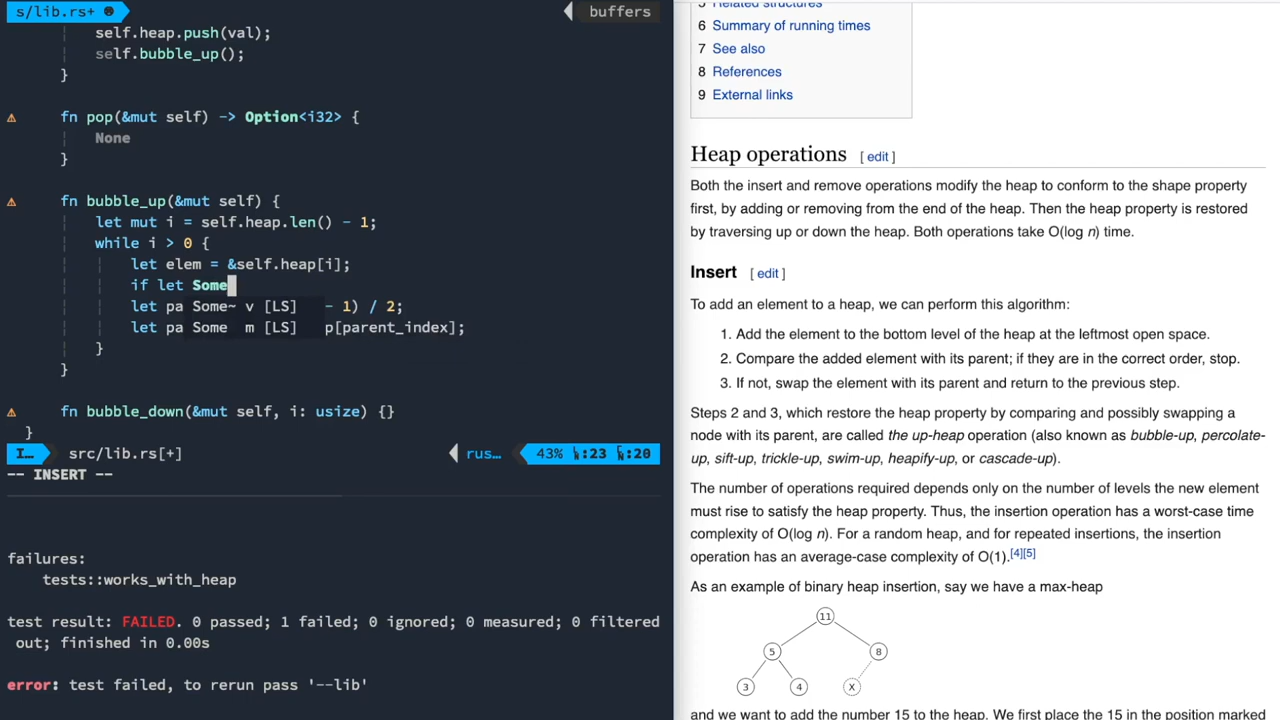 s/lib.rs+
buffers
self.heap.push(val);
self.bubble_up();
}
fn pop(&mut self) -> Option<i32> {
None
}
fn bubble_up(&mut self) {
let mut i = self.heap.len() - 1;
while i > 0 {
let elem = &self.heap[i];
if let Some
let pa Some~ v [LS] - 1) / 2;
let pa Some m [LS] p[parent_index];
}
}
fn bubble_down(&mut self, i: usize) {}
}
I… src/lib.rs[+] rus… 43% :23 :20
-- INSERT --
failures:
tests::works_with_heap
test result: FAILED. 0 passed; 1 failed; 0 ignored; 0 measured; 0 filtered
out; finished in 0.00s
error: test failed, to rerun pass '--lib'
5 Related structures
6 Summary of running times
7 See also
8 References
9 External links
Heap operations [ edit ]
Both the insert and remove operations modify the heap to conform to the shape property
first, by adding or removing from the end of the heap. Then the heap property is restored
by traversing up or down the heap. Both operations take O(log n) time.
Insert [ edit ]
To add an element to a heap, we can perform this algorithm:
1. Add the element to the bottom level of the heap at the leftmost open space.
2. Compare the added element with its parent; if they are in the correct order, stop.
3. If not, swap the element with its parent and return to the previous step.
Steps 2 and 3, which restore the heap property by comparing and possibly swapping a
node with its parent, are called the up-heap operation (also known as bubble-up, percolate-
up, sift-up, trickle-up, swim-up, heapify-up, or cascade-up).
The number of operations required depends only on the number of levels the new element
must rise to satisfy the heap property. Thus, the insertion operation has a worst-case time
complexity of O(log n). For a random heap, and for repeated insertions, the insertion
operation has an average-case complexity of O(1).[4][5]
As an example of binary heap insertion, say we have a max-heap
11
5 8
3 4 X
and we want to add the number 15 to the heap. We first place the 15 in the position marked